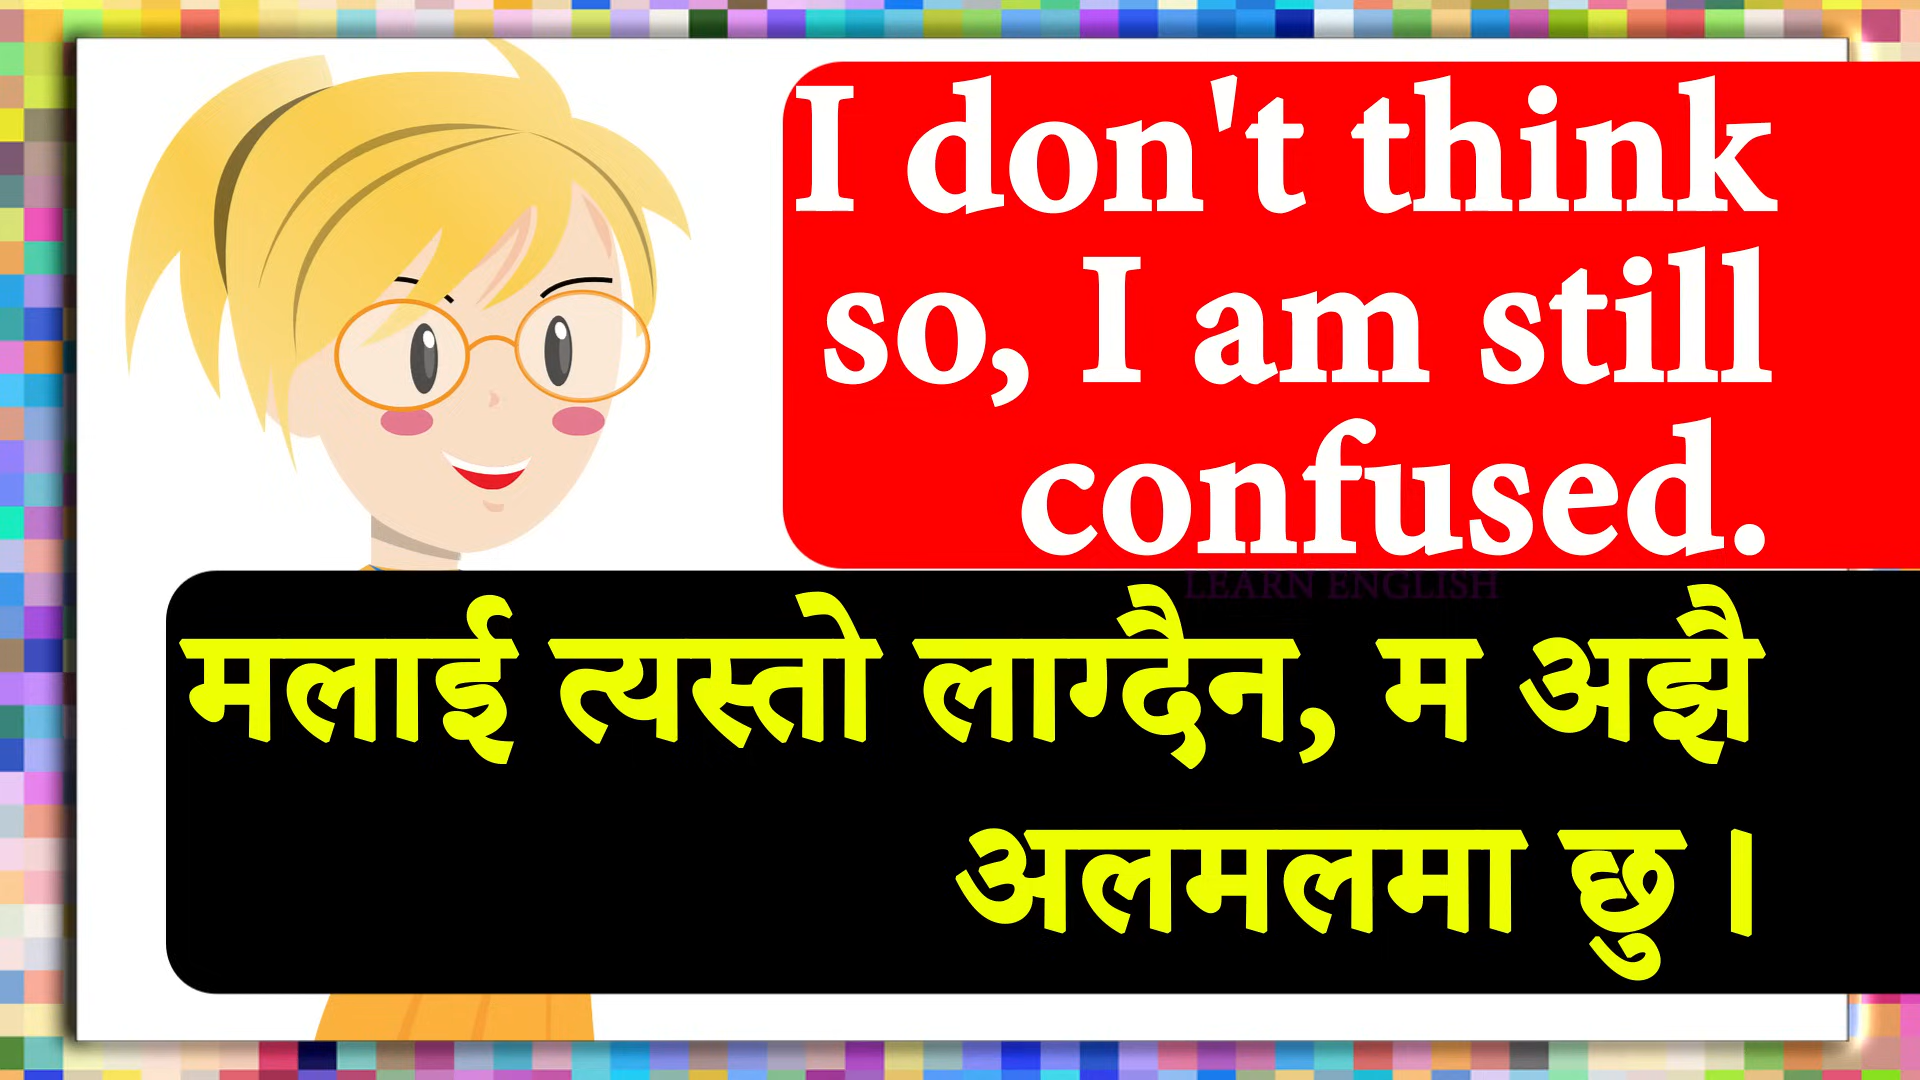 I don't think
so, I am still
confused.
LEARN ENGLISH
मलाई त्यस्तो लाग्दैन, म अझै
अलमलमा छु ।